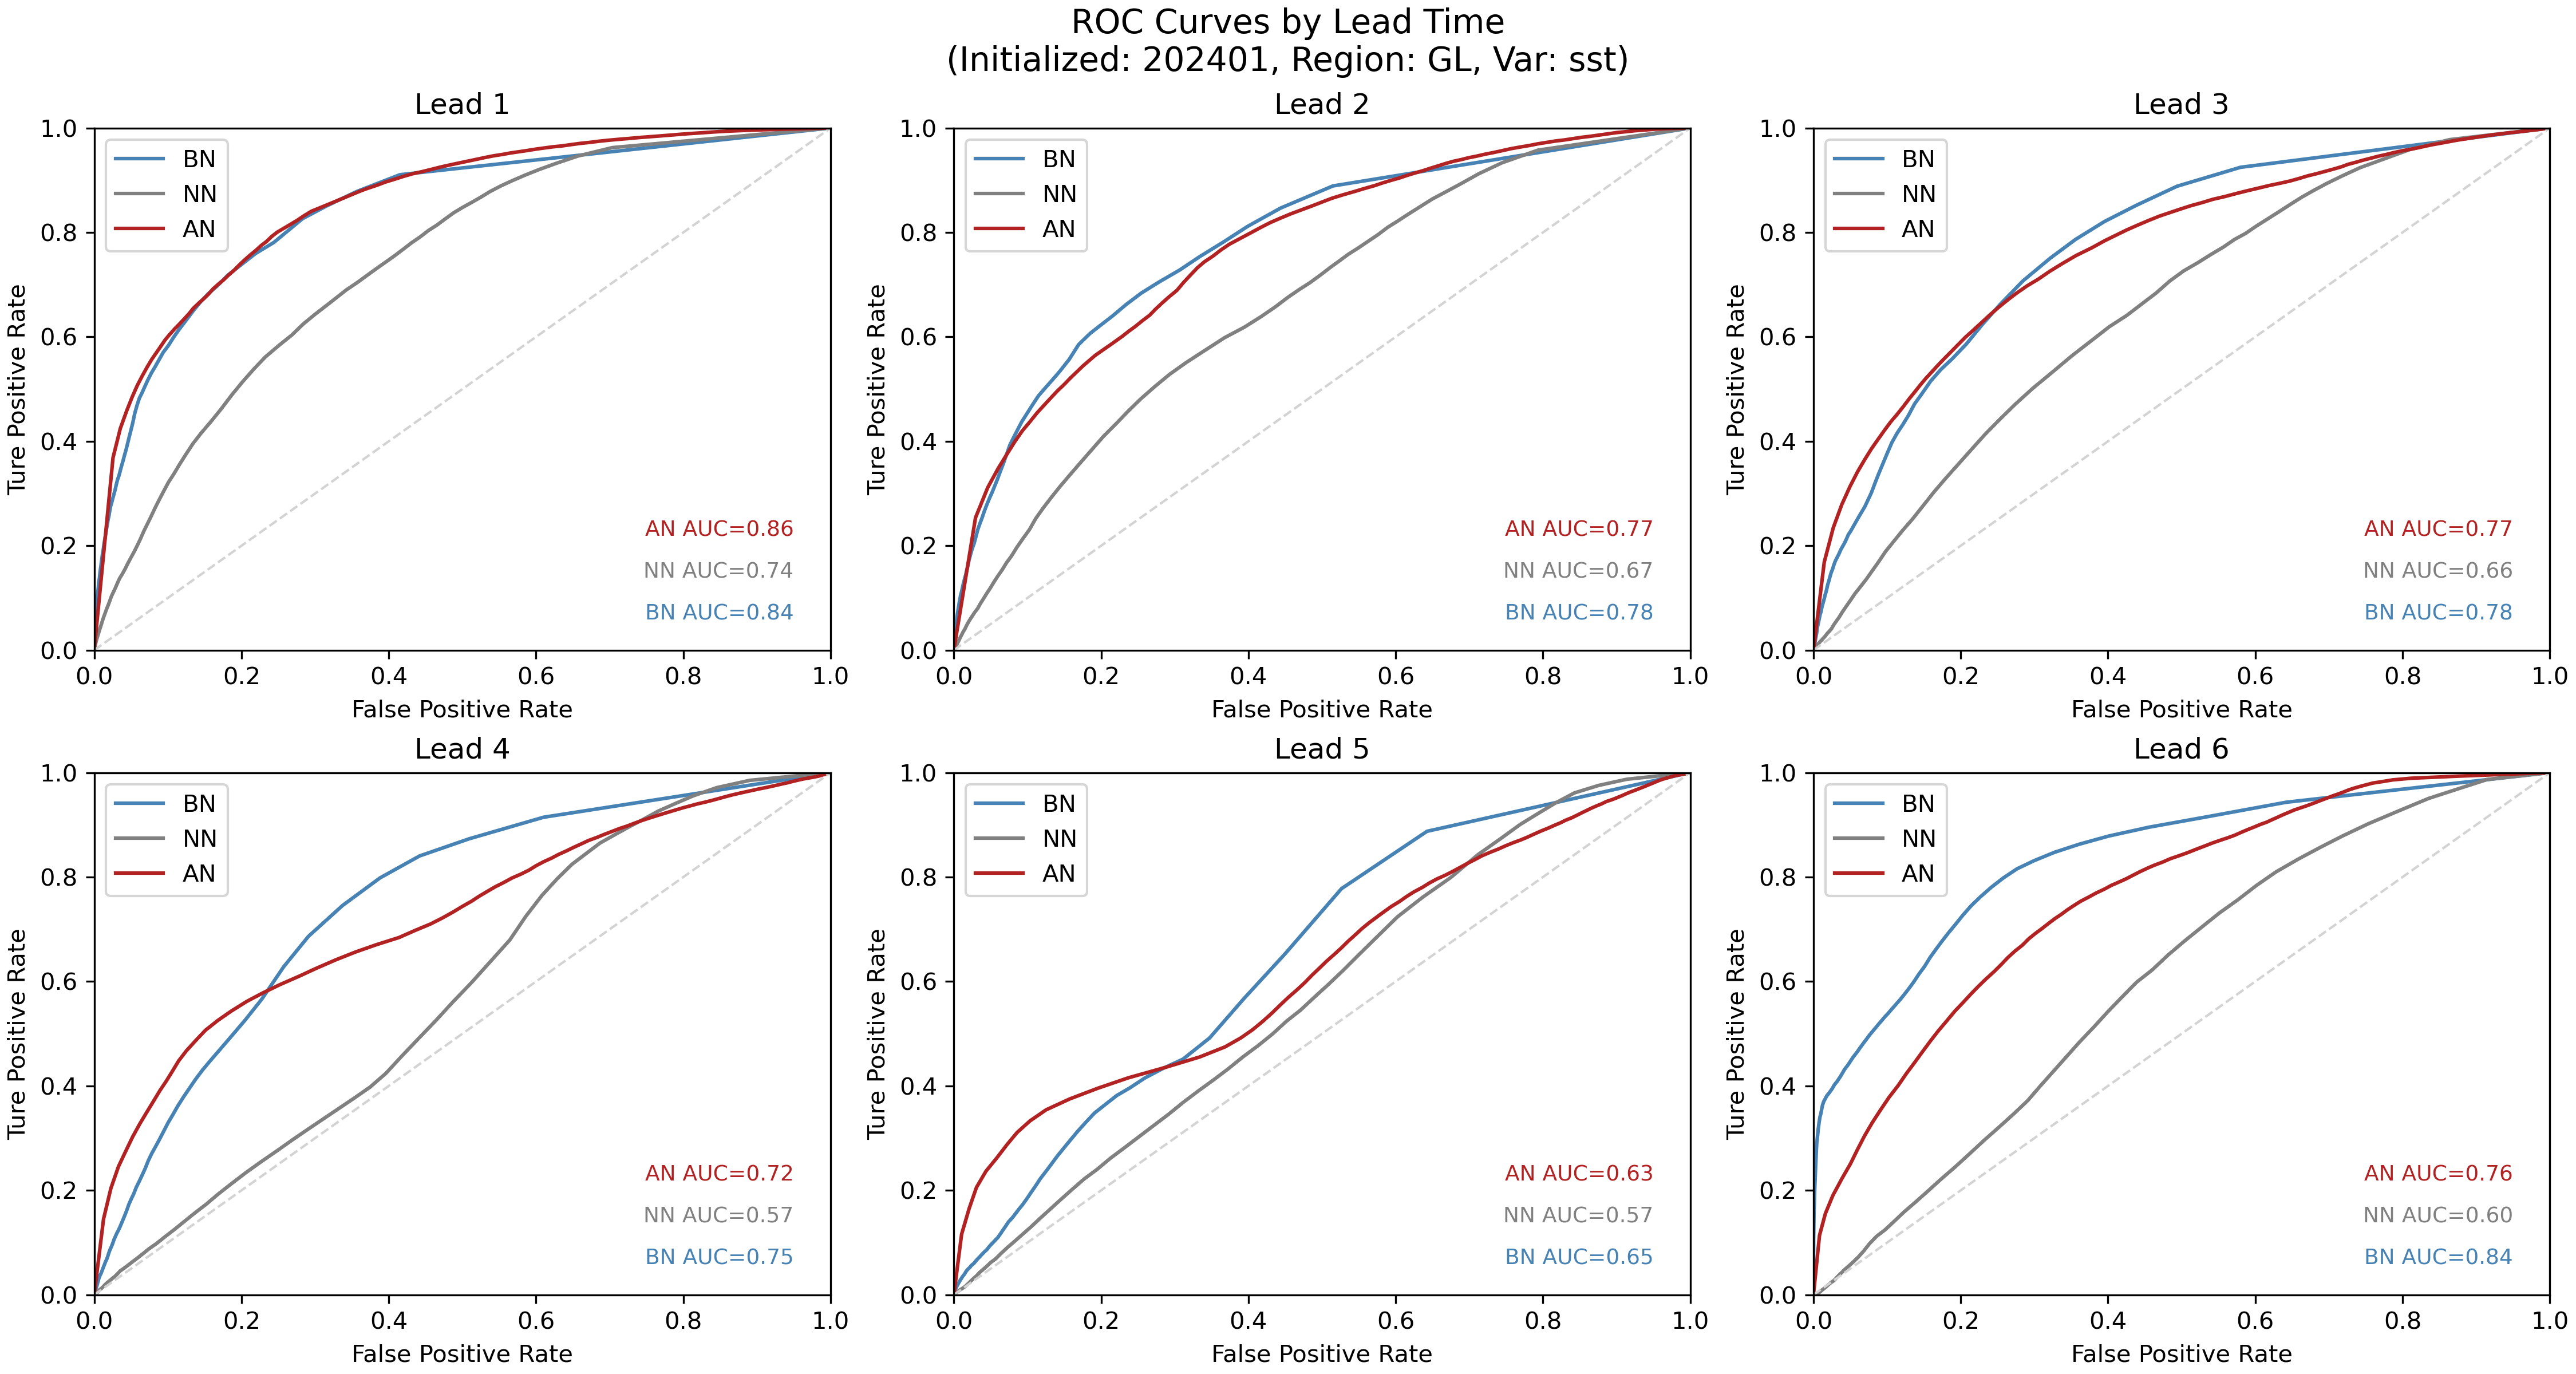 ROC Curves by Lead Time
(Initialized: 202401, Region: GL, Var: sst)
Lead 1
1.0
0.8
0.6
0.4
0.2
0.0
Ture Positive Rate
BN
NN
AN
AN AUC=0.86
NN AUC=0.74
BN AUC=0.84
0.0 0.2 0.4 0.6 0.8 1.0
False Positive Rate
Lead 2
1.0
0.8
0.6
0.4
0.2
0.0
Ture Positive Rate
BN
NN
AN
AN AUC=0.77
NN AUC=0.67
BN AUC=0.78
0.0 0.2 0.4 0.6 0.8 1.0
False Positive Rate
Lead 3
1.0
0.8
0.6
0.4
0.2
0.0
Ture Positive Rate
BN
NN
AN
AN AUC=0.77
NN AUC=0.66
BN AUC=0.78
0.0 0.2 0.4 0.6 0.8 1.0
False Positive Rate
Lead 4
1.0
0.8
0.6
0.4
0.2
0.0
Ture Positive Rate
BN
NN
AN
AN AUC=0.72
NN AUC=0.57
BN AUC=0.75
0.0 0.2 0.4 0.6 0.8 1.0
False Positive Rate
Lead 5
1.0
0.8
0.6
0.4
0.2
0.0
Ture Positive Rate
BN
NN
AN
AN AUC=0.63
NN AUC=0.57
BN AUC=0.65
0.0 0.2 0.4 0.6 0.8 1.0
False Positive Rate
Lead 6
1.0
0.8
0.6
0.4
0.2
0.0
Ture Positive Rate
BN
NN
AN
AN AUC=0.76
NN AUC=0.60
BN AUC=0.84
0.0 0.2 0.4 0.6 0.8 1.0
False Positive Rate